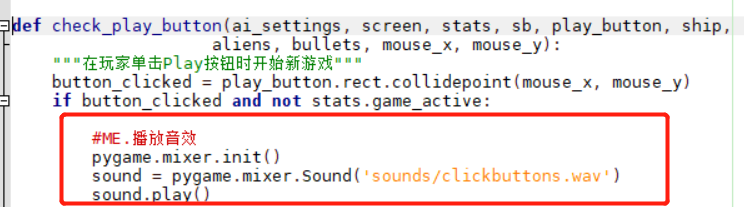 def check_play_button(ai_settings, screen, stats, sb, play_button, ship,
aliens, bullets, mouse_x, mouse_y):
"""在玩家单击Play按钮时开始新游戏"""
button_clicked = play_button.rect.collidepoint(mouse_x, mouse_y)
if button_clicked and not stats.game_active:
#ME.播放音效
pygame.mixer.init()
sound = pygame.mixer.Sound('sounds/clickbuttons.wav')
sound.play()